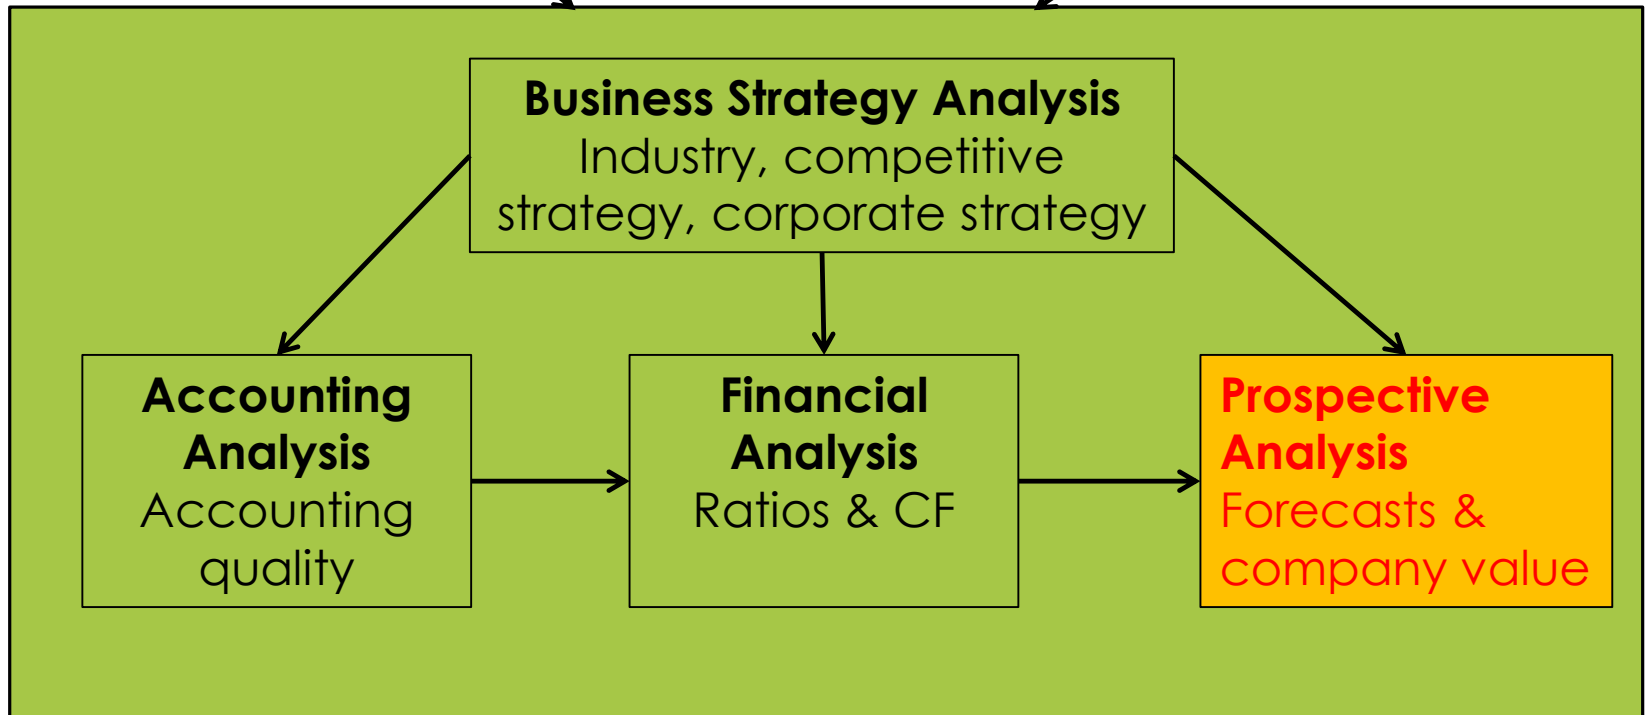 Business Strategy Analysis
Industry, competitive
strategy, corporate strategy
Accounting
Analysis
Accounting
quality
Financial
Analysis
Ratios & CF
Prospective
Analysis
Forecasts &
company value